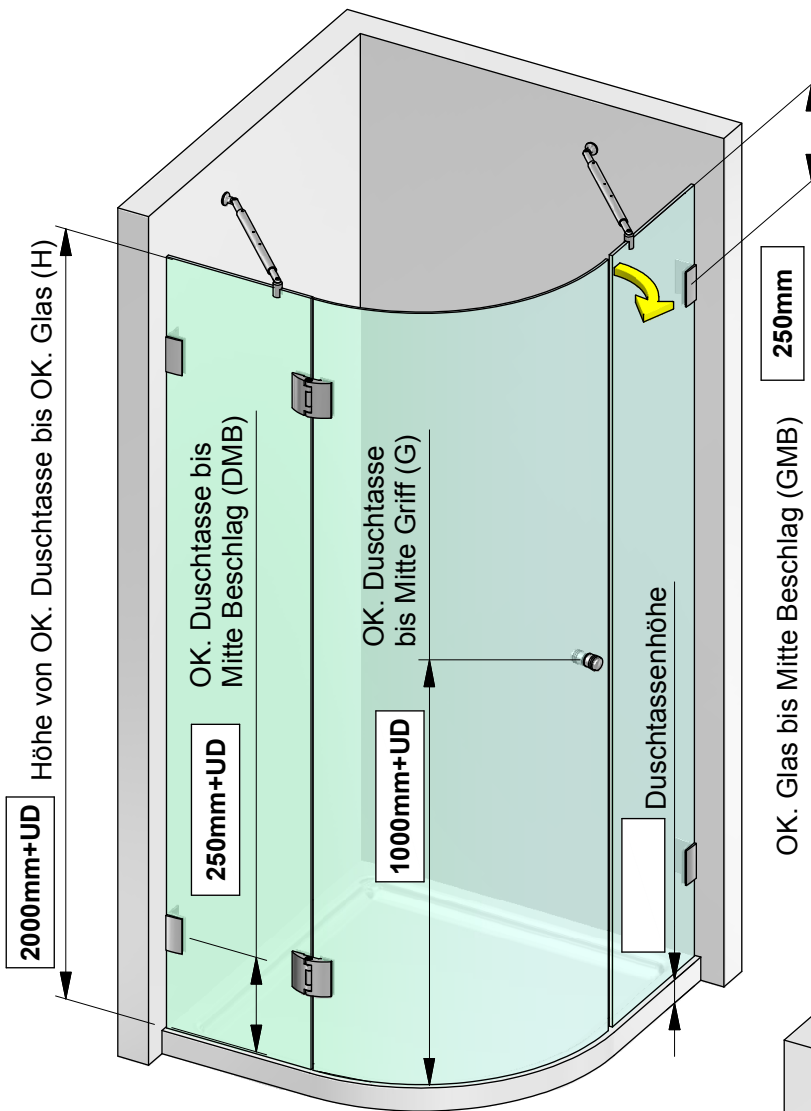 2000mm+UD
Höhe von OK. Duschtasse bis OK. Glas (H)
250mm+UD
OK. Duschtasse bis
Mitte Beschlag (DMB)
1000mm+UD
OK. Duschtasse
bis Mitte Griff (G)
Duschtassenhöhe
250mm
OK. Glas bis Mitte Beschlag (GMB)